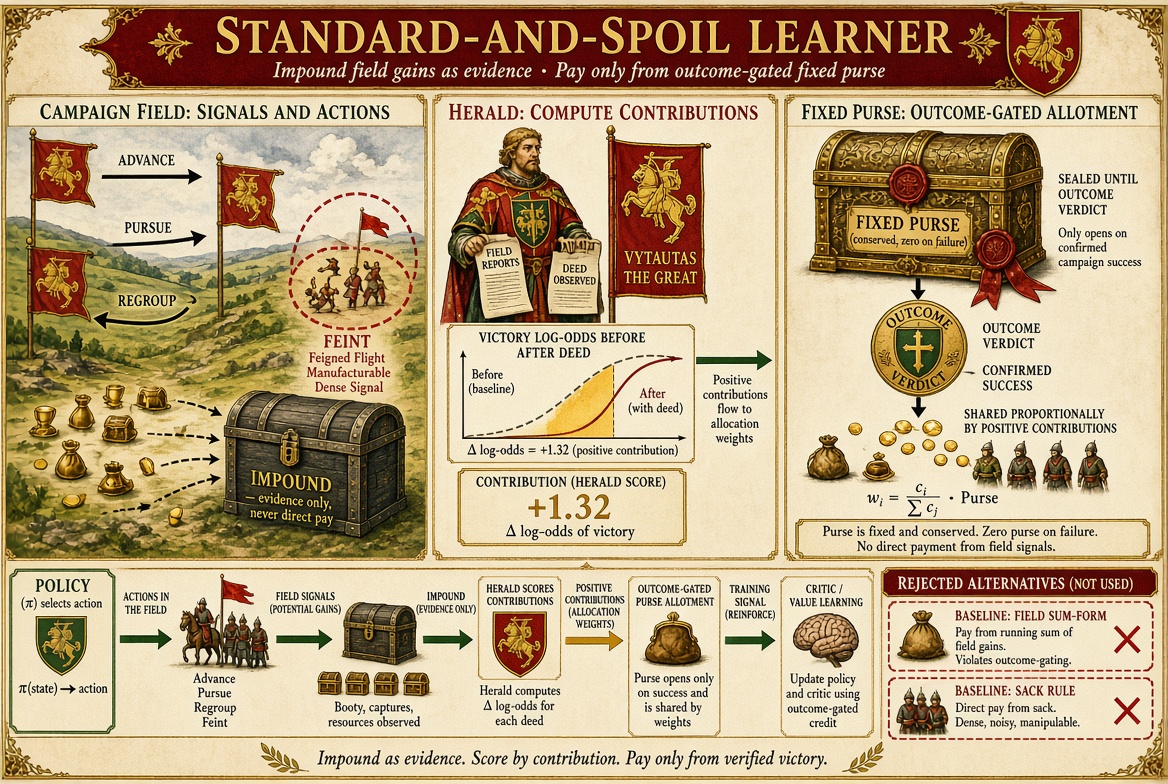 STANDARD-AND-SPOIL LEARNER
Impound field gains as evidence · Pay only from outcome-gated fixed purse
CAMPAIGN FIELD: SIGNALS AND ACTIONS
ADVANCE
PURSUE
REGROUP
FEINT
Feigned Flight
Manufacturable
Dense Signal
IMPOUND
— evidence only,
never direct pay
HERALD: COMPUTE CONTRIBUTIONS
FIELD
REPORTS
DEED
OBSERVED
VYTAUTAS
THE GREAT
VICTORY LOG-ODDS BEFORE
AFTER DEED
Before
(baseline)
After
(with deed)
Δ log-odds = +1.32 (positive contribution)
Positive
contributions
flow to
allocation
weights
CONTRIBUTION (HERALD SCORE)
+1.32
Δ log-odds of victory
FIXED PURSE: OUTCOME-GATED ALLOTMENT
FIXED PURSE
(conserved, zero on failure)
SEALED UNTIL
OUTCOME
VERDICT
Only opens on
confirmed
campaign success
OUTCOME
VERDICT
OUTCOME
VERDICT
CONFIRMED
SUCCESS
SHARED PROPORTIONALLY
BY POSITIVE CONTRIBUTIONS
w_i = c_i / ∑ c_j · Purse
Purse is fixed and conserved. Zero purse on failure.
No direct payment from field signals.
POLICY
(π) selects action
π(state) → action
ACTIONS IN
THE FIELD
Advance
Pursue
Regroup
Feint
FIELD SIGNALS
(POTENTIAL GAINS)
Booty, captures,
resources observed
IMPOUND
(EVIDENCE ONLY)
HERALD SCORES
CONTRIBUTIONS
Herald computes
Δ log-odds for
each deed
POSITIVE
CONTRIBUTIONS
(ALLOCATION
WEIGHTS)
OUTCOME-GATED
PURSE ALLOTMENT
Purse opens only
on success and
is shared by
weights
TRAINING
SIGNAL
(REINFORCE)
CRITIC /
VALUE LEARNING
Update policy
and critic using
outcome-gated
credit
REJECTED ALTERNATIVES (NOT USED)
BASELINE: FIELD SUM-FORM
Pay from running sum of
field gains.
Violates outcome-gating.
BASELINE: SACK RULE
Direct pay from sack.
Dense, noisy, manipulable.
Impound as evidence. Score by contribution. Pay only from verified victory.